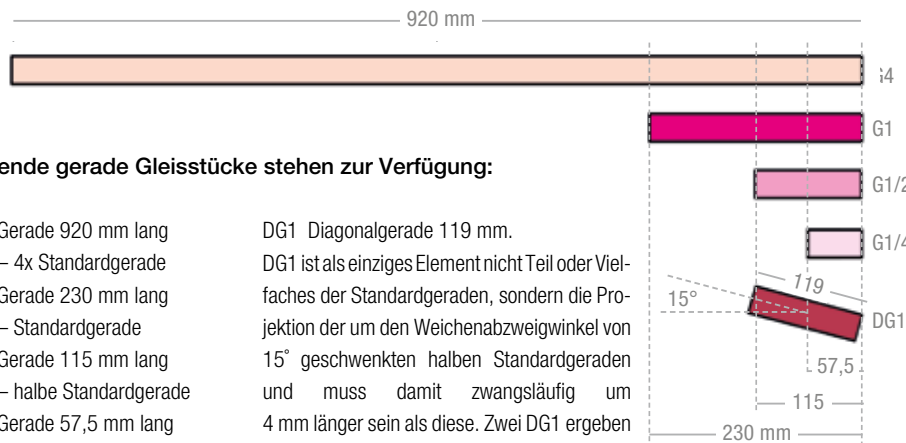 920 mm
G1
G1/2
G1/4
ende gerade Gleisstücke stehen zur Verfügung:
Gerade 920 mm lang
– 4x Standardgerade
Gerade 230 mm lang
– Standardgerade
Gerade 115 mm lang
– halbe Standardgerade
Gerade 57,5 mm lang
DG1 Diagonalgerade 119 mm.
DG1 ist als einziges Element nicht Teil oder Viel-
faches der Standardgeraden, sondern die Pro-
jektion der um den Weichenabzweigwinkel von
15° geschwenkten halben Standardgeraden
und muss damit zwangsläufig um
4 mm länger sein als diese. Zwei DG1 ergeben
15°
119
DG1
57,5
115
230 mm